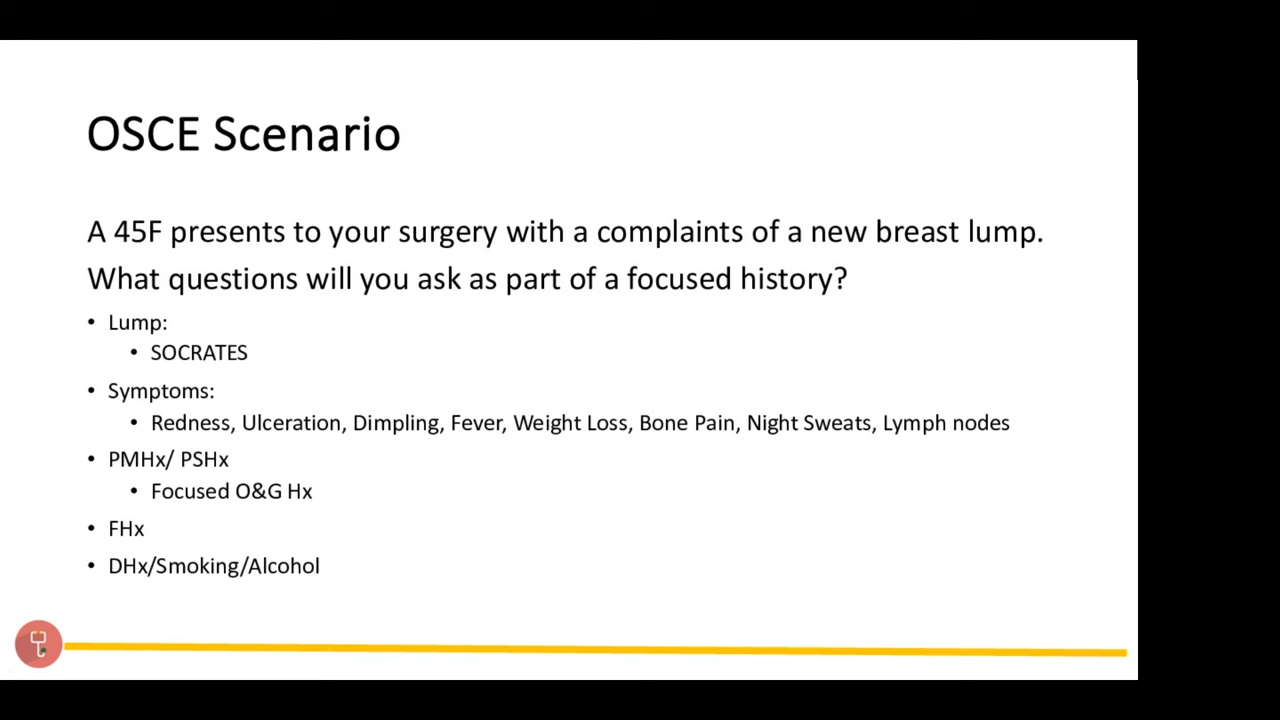 OSCE Scenario
A 45F presents to your surgery with a complaints of a new breast lump.
What questions will you ask as part of a focused history?
• Lump:
• SOCRATES
• Symptoms:
• Redness, Ulceration, Dimpling, Fever, Weight Loss, Bone Pain, Night Sweats, Lymph nodes
• PMHx/ PSHx
• Focused O&G Hx
• FHx
• DHx/Smoking/Alcohol